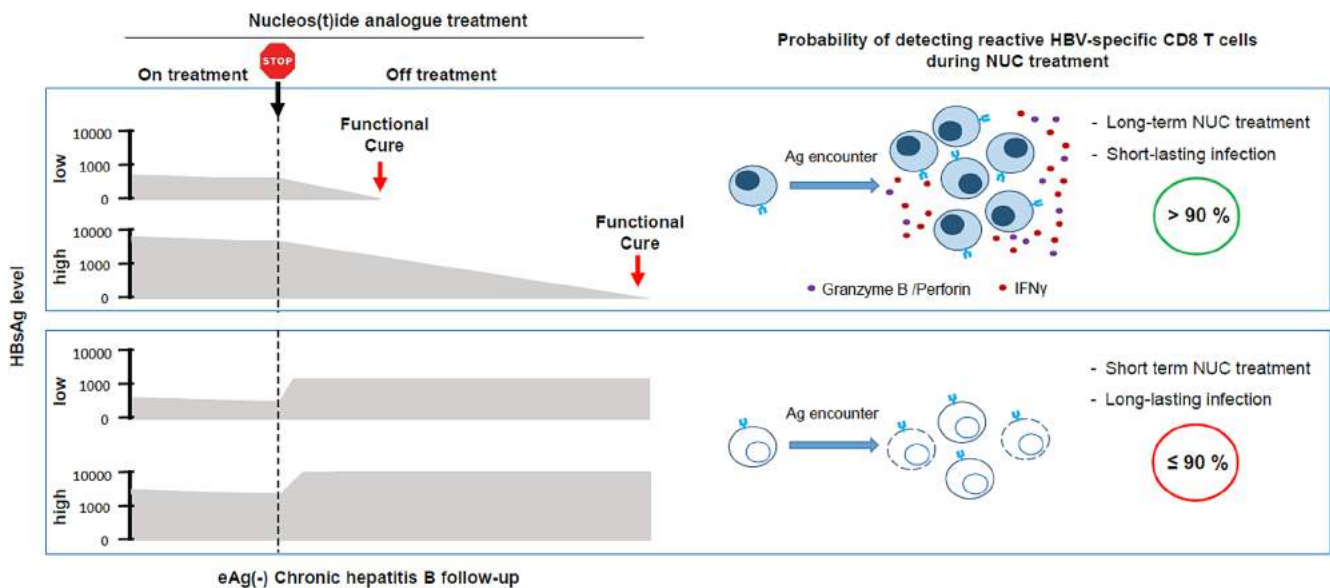 Nucleos(t)ide analogue treatment
STOP
On treatment
Off treatment
Probability of detecting reactive HBV-specific CD8 T cells
during NUC treatment
HBsAg level
low
10000
1000
0
Functional
Cure
high
10000
1000
0
Functional
Cure
Ag encounter
Granzyme B /Perforin
IFNγ
- Long-term NUC treatment
- Short-lasting infection
> 90 %
low
10000
1000
0
high
10000
1000
0
Ag encounter
- Short term NUC treatment
- Long-lasting infection
≤ 90 %
eAg(-) Chronic hepatitis B follow-up